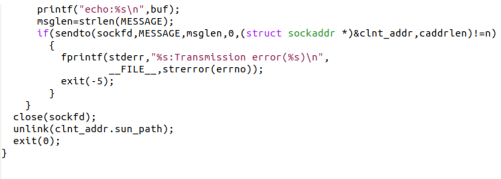 printf("echo:%s\n",buf);
msglen=strlen(MESSAGE);
if(sendto(sockfd,MESSAGE,msglen,0,(struct sockaddr *)&clnt_addr,caddrlen)!=n)
{
fprintf(stderr,"%s:Transmission error(%s)\n",
__FILE__,strerror(errno));
exit(-5);
}
}
close(sockfd);
unlink(clnt_addr.sun_path);
exit(0);
}